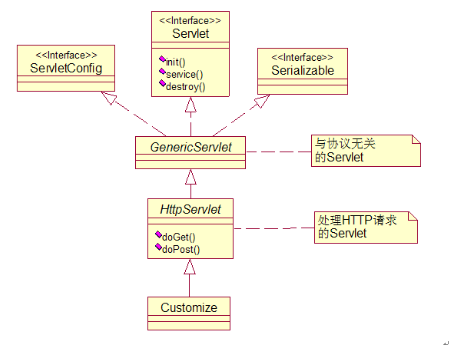 <<Interface>>
Servlet
init()
service()
destroy()
<<Interface>>
ServletConfig
<<Interface>>
Serializable
GenericServlet
与协议无关
的Servlet
HttpServlet
doGet()
doPost()
处理HTTP请求
的Servlet
Customize